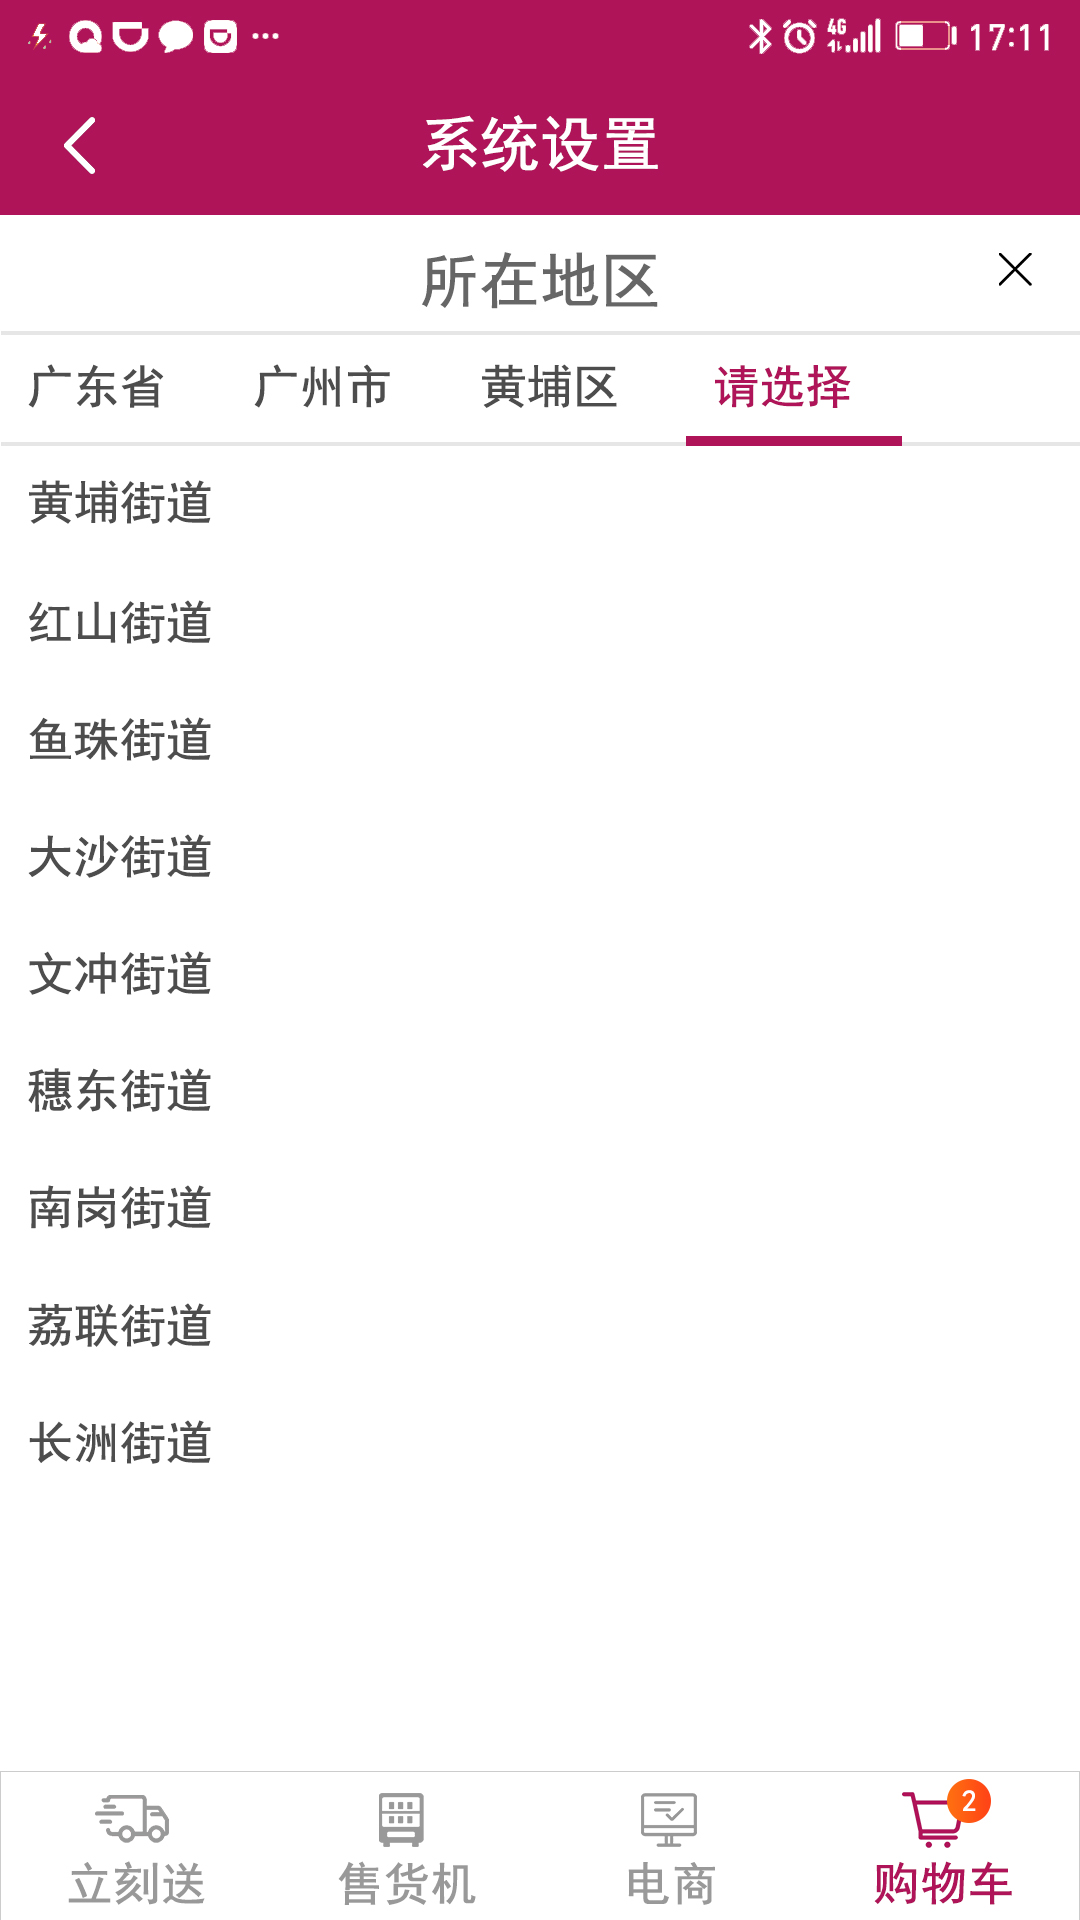 4G 17:11
系统设置
所在地区
广东省 广州市 黄埔区 请选择
黄埔街道
红山街道
鱼珠街道
大沙街道
文冲街道
穗东街道
南岗街道
荔联街道
长洲街道
2
立刻送 售货机 电商 购物车